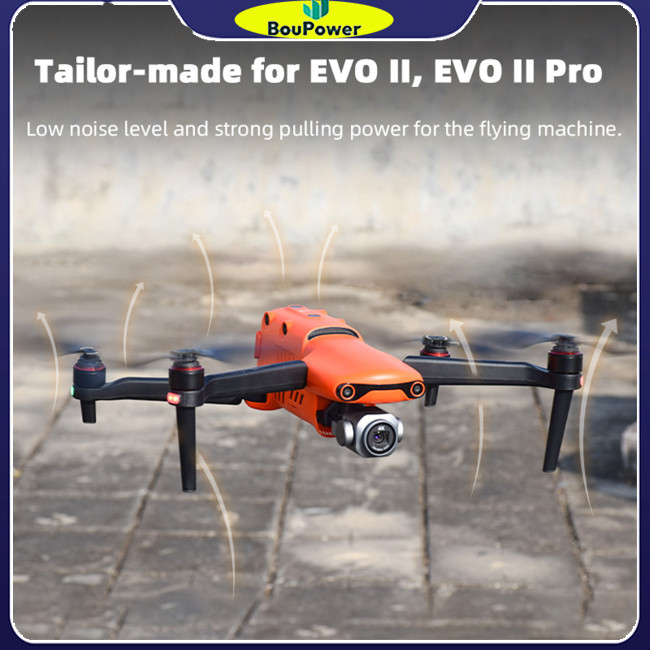 BouPower
Tailor-made for EVO II, EVO II Pro
Low noise level and strong pulling power for the flying machine.